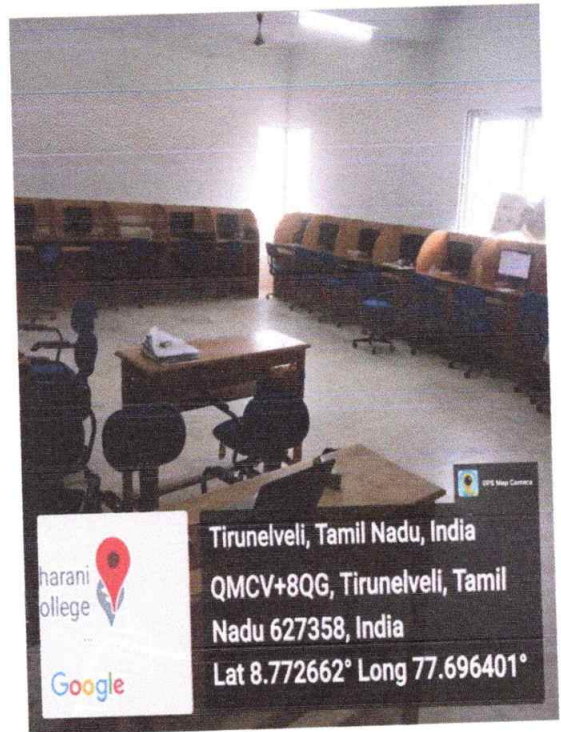 GPS Map Camera
harani
ollege
Google
Tirunelveli, Tamil Nadu, India
QMCV+8QG, Tirunelveli, Tamil
Nadu 627358, India
Lat 8.772662° Long 77.696401°